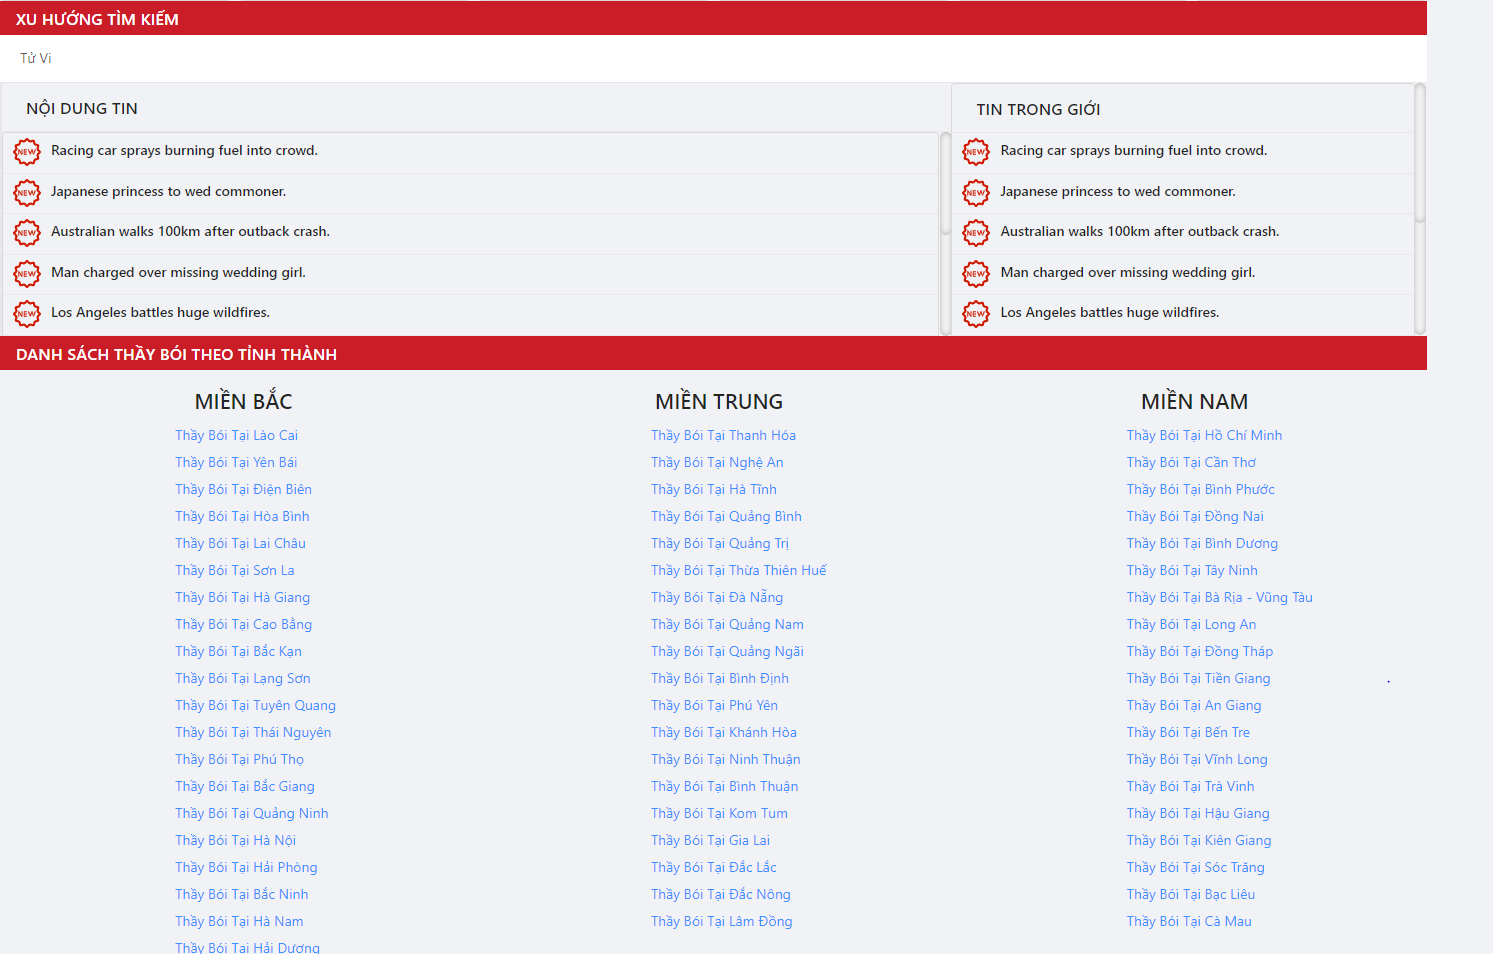 XU HƯỚNG TÌM KIẾM
Tử Vi
NỘI DUNG TIN
NEW Racing car sprays burning fuel into crowd.
NEW Japanese princess to wed commoner.
NEW Australian walks 100km after outback crash.
NEW Man charged over missing wedding girl.
NEW Los Angeles battles huge wildfires.
TIN TRONG GIỚI
NEW Racing car sprays burning fuel into crowd.
NEW Japanese princess to wed commoner.
NEW Australian walks 100km after outback crash.
NEW Man charged over missing wedding girl.
NEW Los Angeles battles huge wildfires.
DANH SÁCH THẦY BÓI THEO TỈNH THÀNH
MIỀN BẮC
Thầy Bói Tại Lào Cai
Thầy Bói Tại Yên Bái
Thầy Bói Tại Điện Biên
Thầy Bói Tại Hòa Bình
Thầy Bói Tại Lai Châu
Thầy Bói Tại Sơn La
Thầy Bói Tại Hà Giang
Thầy Bói Tại Cao Bằng
Thầy Bói Tại Bắc Kạn
Thầy Bói Tại Lạng Sơn
Thầy Bói Tại Tuyên Quang
Thầy Bói Tại Thái Nguyên
Thầy Bói Tại Phú Thọ
Thầy Bói Tại Bắc Giang
Thầy Bói Tại Quảng Ninh
Thầy Bói Tại Hà Nội
Thầy Bói Tại Hải Phòng
Thầy Bói Tại Bắc Ninh
Thầy Bói Tại Hà Nam
Thầy Bói Tại Hải Dương
MIỀN TRUNG
Thầy Bói Tại Thanh Hóa
Thầy Bói Tại Nghệ An
Thầy Bói Tại Hà Tĩnh
Thầy Bói Tại Quảng Bình
Thầy Bói Tại Quảng Trị
Thầy Bói Tại Thừa Thiên Huế
Thầy Bói Tại Đà Nẵng
Thầy Bói Tại Quảng Nam
Thầy Bói Tại Quảng Ngãi
Thầy Bói Tại Bình Định
Thầy Bói Tại Phú Yên
Thầy Bói Tại Khánh Hòa
Thầy Bói Tại Ninh Thuận
Thầy Bói Tại Bình Thuận
Thầy Bói Tại Kom Tum
Thầy Bói Tại Gia Lai
Thầy Bói Tại Đắc Lắc
Thầy Bói Tại Đắc Nông
Thầy Bói Tại Lâm Đồng
MIỀN NAM
Thầy Bói Tại Hồ Chí Minh
Thầy Bói Tại Cần Thơ
Thầy Bói Tại Bình Phước
Thầy Bói Tại Đồng Nai
Thầy Bói Tại Bình Dương
Thầy Bói Tại Tây Ninh
Thầy Bói Tại Bà Rịa - Vũng Tàu
Thầy Bói Tại Long An
Thầy Bói Tại Đồng Tháp
Thầy Bói Tại Tiền Giang
Thầy Bói Tại An Giang
Thầy Bói Tại Bến Tre
Thầy Bói Tại Vĩnh Long
Thầy Bói Tại Trà Vinh
Thầy Bói Tại Hậu Giang
Thầy Bói Tại Kiên Giang
Thầy Bói Tại Sóc Trăng
Thầy Bói Tại Bạc Liêu
Thầy Bói Tại Cà Mau